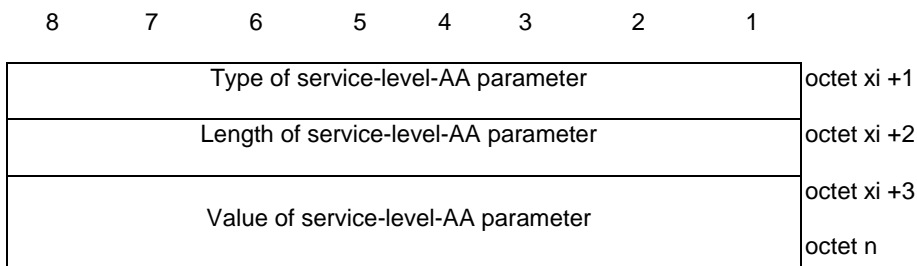 8 7 6 5 4 3 2 1
Type of service-level-AA parameter octet xi +1
Length of service-level-AA parameter octet xi +2
octet xi +3
Value of service-level-AA parameter
octet n